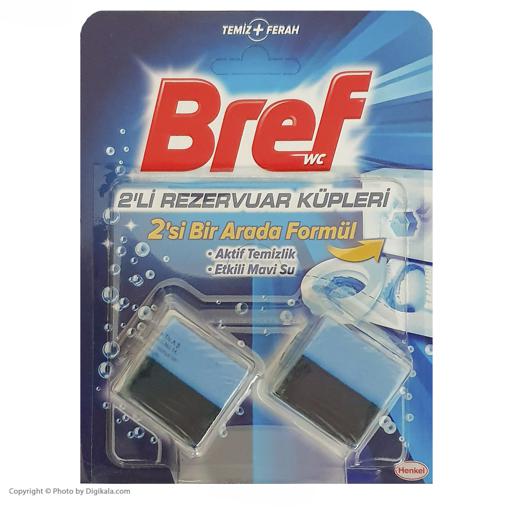 TEMİZ + FERAH
Bref
WC
2'Lİ REZERVUAR KÜPLERİ
2'si Bir Arada Formül
• Aktif Temizlik
• Etkili Mavi Su
Henkel
Copyright © Photo by Digikala.com